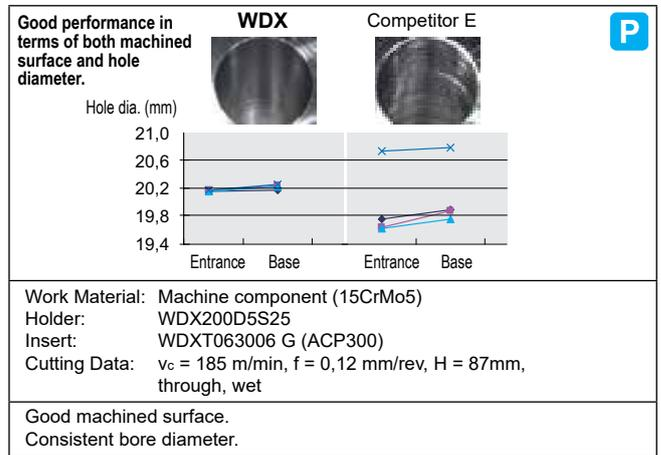 Good performance in
terms of both machined
surface and hole
diameter.
WDX
Competitor E
P
Hole dia. (mm)
21,0
20,6
20,2
19,8
19,4
Entrance Base Entrance Base
Work Material: Machine component (15CrMo5)
Holder: WDX200D5S25
Insert: WDXT063006 G (ACP300)
Cutting Data: vc = 185 m/min, f = 0,12 mm/rev, H = 87mm,
through, wet
Good machined surface.
Consistent bore diameter.